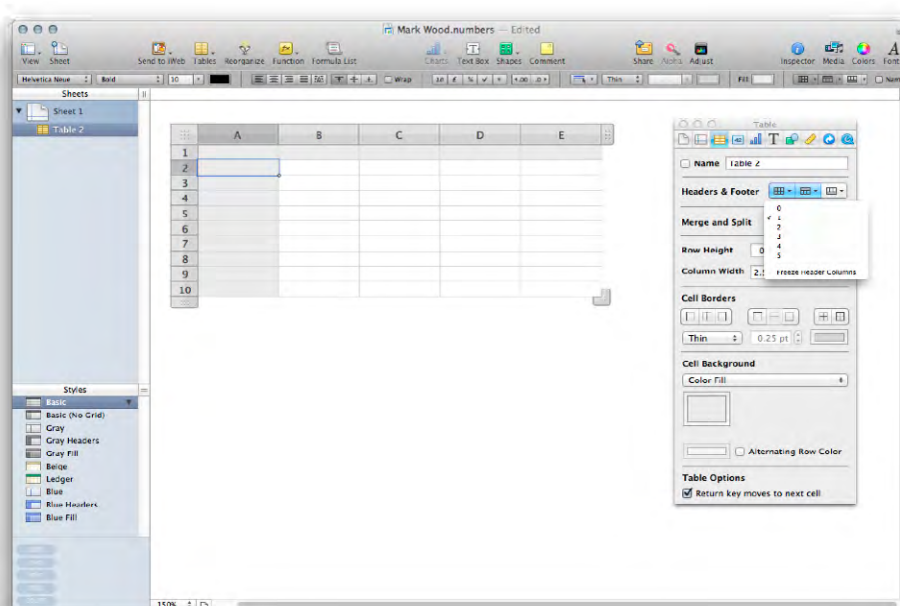 Mark Wood.numbers — Edited
View Sheet Send to iWeb Tables Reorganize Function Formula List Charts Text Box Shapes Comment Share Alpha Adjust Inspector Media Colors Font
Helvetica Neue Bold 10 Wrap Thin Fill
Sheets
Sheet 1
Table 2
A B C D E
1
2
3
4
5
6
7
8
9
10
Styles
Basic
Basic (No Grid)
Gray
Gray Headers
Gray Fill
Beige
Ledger
Blue
Blue Headers
Blue Fill
150%
Table
Name Table 2
Headers & Footer
0
1
2
3
4
5
Freeze Header Columns
Merge and Split
Row Height
Column Width
Cell Borders
Thin 0.25 pt
Cell Background
Color Fill
Alternating Row Color
Table Options
Return key moves to next cell